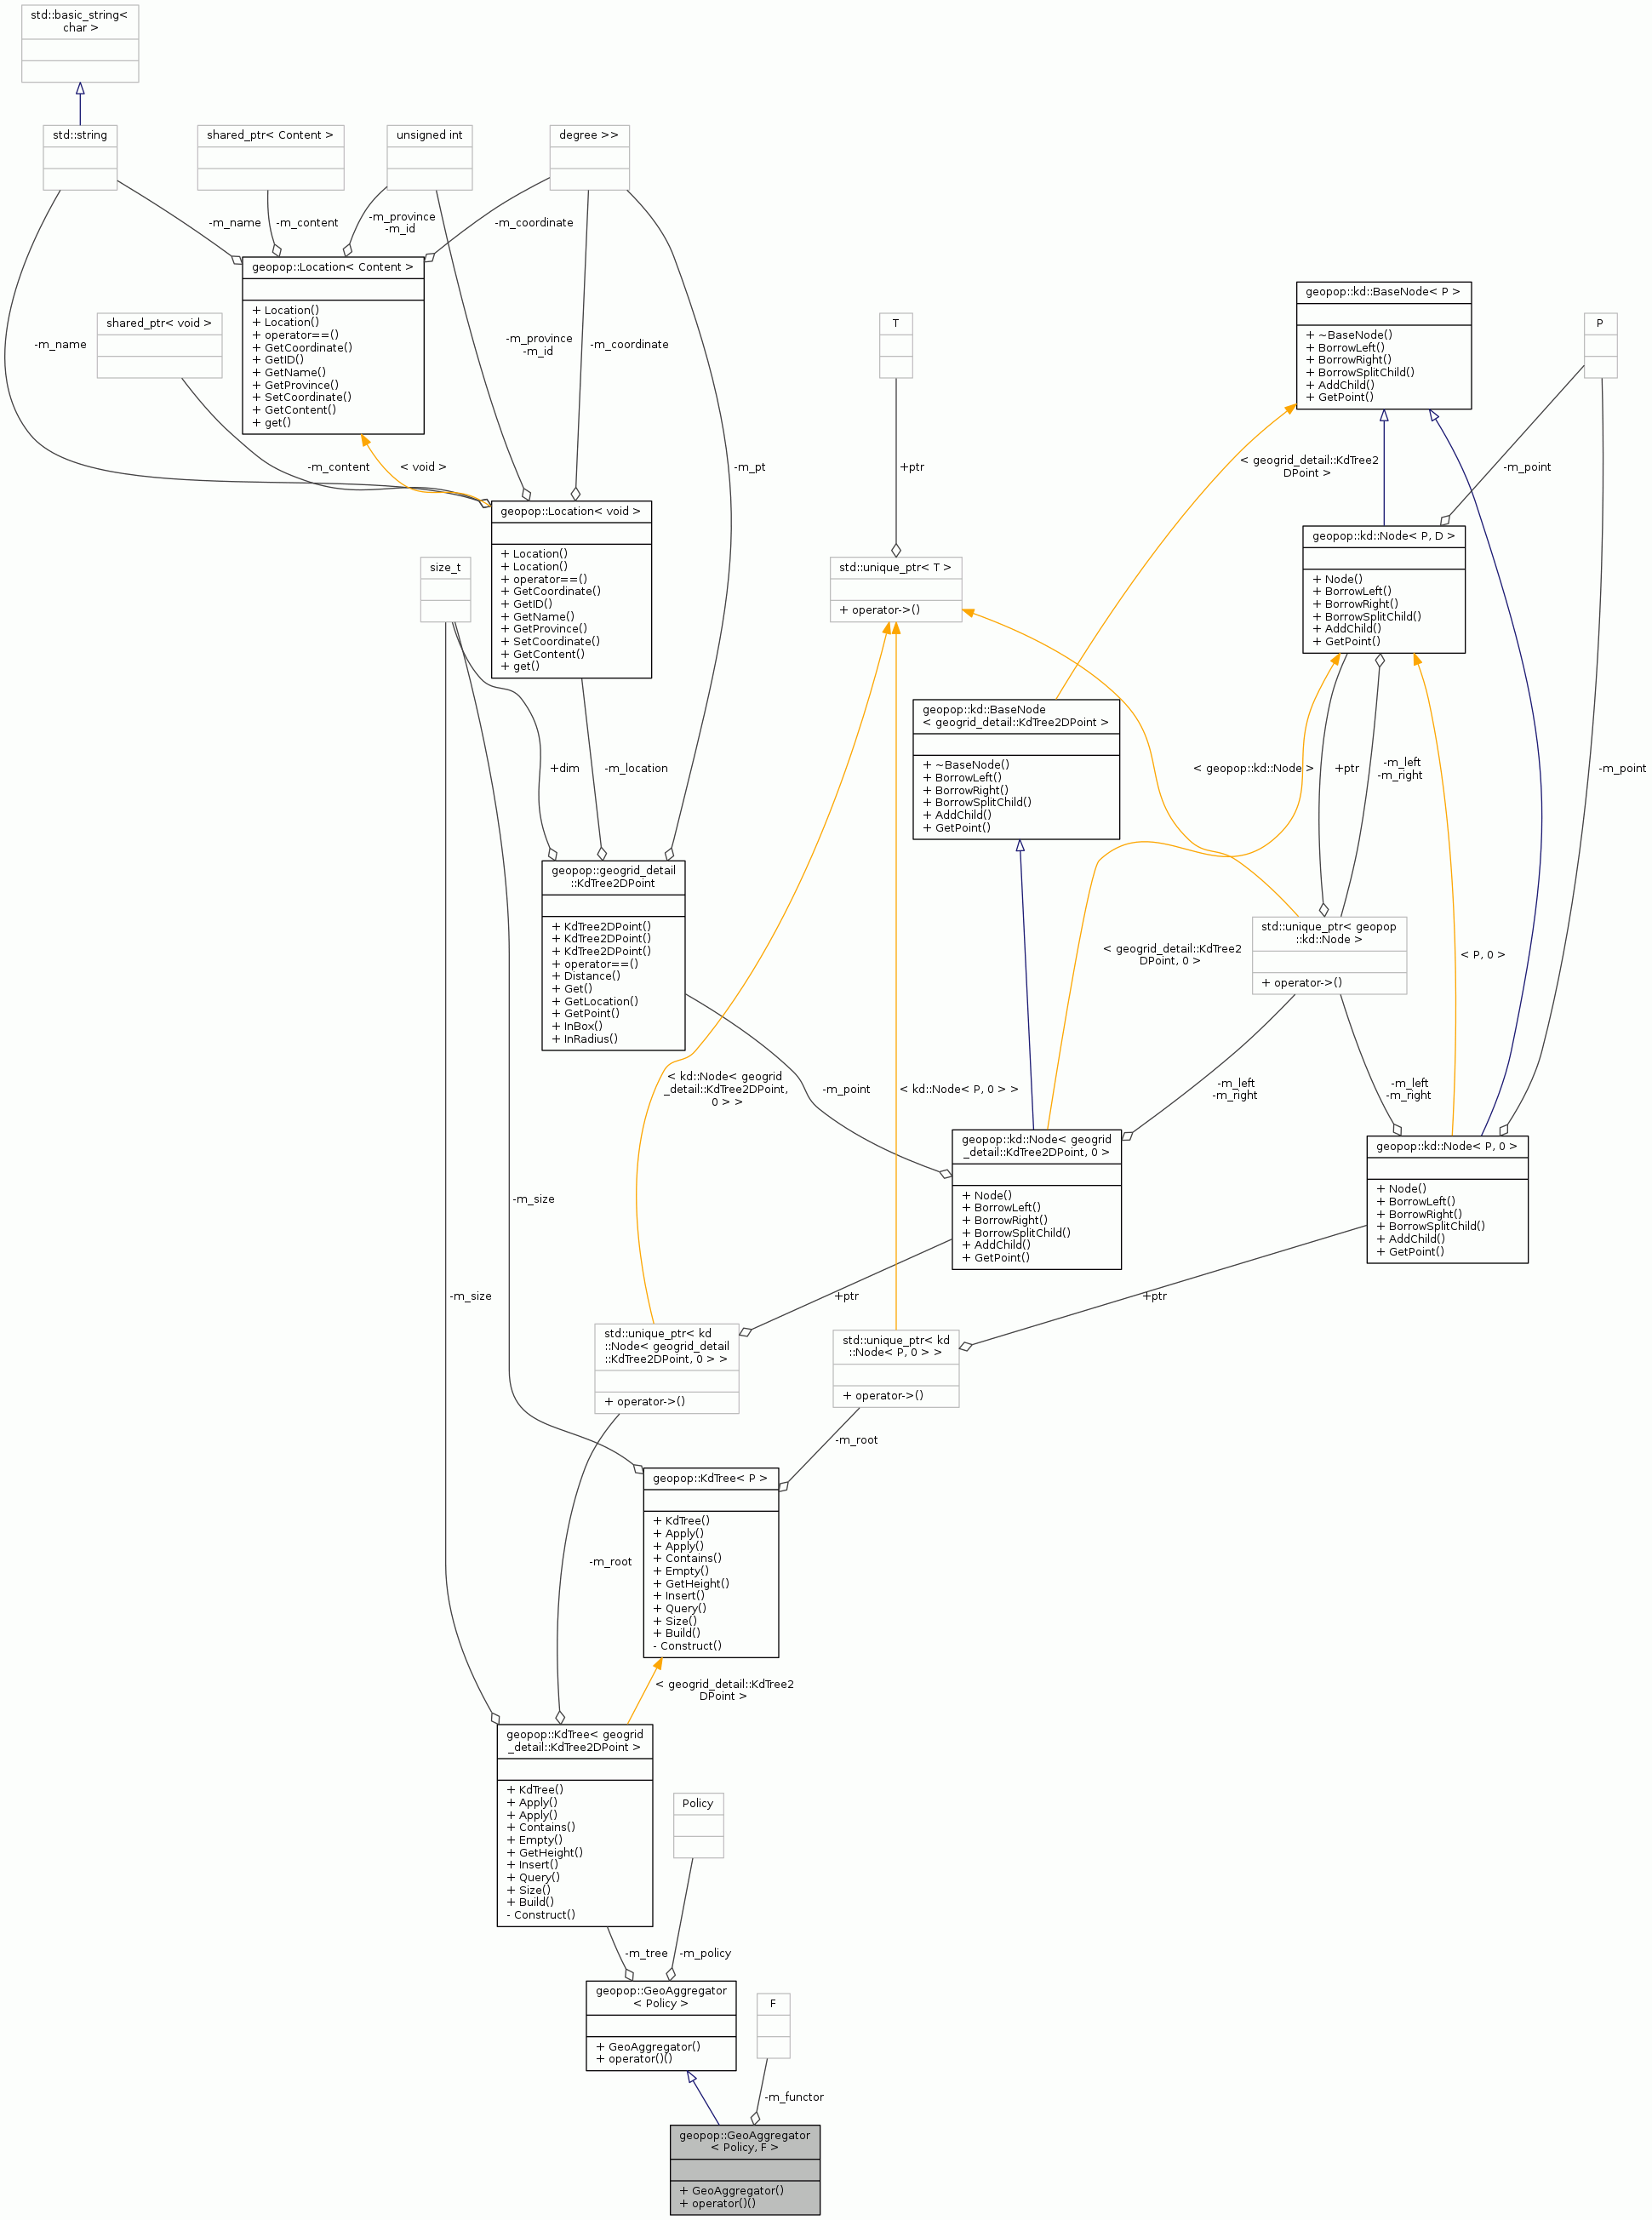 std::basic_string<
char >
std::string
shared_ptr< Content >
unsigned int
degree >>
-m_name
-m_content
-m_province
-m_id
-m_coordinate
geopop::Location< Content >
+ Location()
+ Location()
+ operator==()
+ GetCoordinate()
+ GetID()
+ GetName()
+ GetProvince()
+ SetCoordinate()
+ GetContent()
+ get()
geopop::kd::BaseNode< P >
+ ~BaseNode()
+ BorrowLeft()
+ BorrowRight()
+ BorrowSplitChild()
+ AddChild()
+ GetPoint()
shared_ptr< void >
T
P
-m_name
-m_province
-m_id
-m_coordinate
-m_content
< void >
-m_pt
+ptr
< geogrid_detail::KdTree2
DPoint >
-m_point
geopop::Location< void >
+ Location()
+ Location()
+ operator==()
+ GetCoordinate()
+ GetID()
+ GetName()
+ GetProvince()
+ SetCoordinate()
+ GetContent()
+ get()
geopop::kd::Node< P, D >
+ Node()
+ BorrowLeft()
+ BorrowRight()
+ BorrowSplitChild()
+ AddChild()
+ GetPoint()
size_t
std::unique_ptr< T >
+ operator->()
geopop::kd::BaseNode
< geogrid_detail::KdTree2DPoint >
+ ~BaseNode()
+ BorrowLeft()
+ BorrowRight()
+ BorrowSplitChild()
+ AddChild()
+ GetPoint()
+dim
-m_location
< geopop::kd::Node >
+ptr
-m_left
-m_right
-m_point
geopop::geogrid_detail
::KdTree2DPoint
+ KdTree2DPoint()
+ KdTree2DPoint()
+ KdTree2DPoint()
+ operator==()
+ Distance()
+ Get()
+ GetLocation()
+ GetPoint()
+ InBox()
+ InRadius()
std::unique_ptr< geopop
::kd::Node >
+ operator->()
< geogrid_detail::KdTree2
DPoint, 0 >
< P, 0 >
< kd::Node< geogrid
_detail::KdTree2DPoint,
0 > >
-m_point
< kd::Node< P, 0 > >
-m_left
-m_right
-m_left
-m_right
geopop::kd::Node< geogrid
_detail::KdTree2DPoint, 0 >
+ Node()
+ BorrowLeft()
+ BorrowRight()
+ BorrowSplitChild()
+ AddChild()
+ GetPoint()
geopop::kd::Node< P, 0 >
+ Node()
+ BorrowLeft()
+ BorrowRight()
+ BorrowSplitChild()
+ AddChild()
+ GetPoint()
-m_size
-m_size
+ptr
+ptr
std::unique_ptr< kd
::Node< geogrid_detail
::KdTree2DPoint, 0 > >
+ operator->()
std::unique_ptr< kd
::Node< P, 0 > >
+ operator->()
-m_root
geopop::KdTree< P >
+ KdTree()
+ Apply()
+ Apply()
+ Contains()
+ Empty()
+ GetHeight()
+ Insert()
+ Query()
+ Size()
+ Build()
- Construct()
-m_root
< geogrid_detail::KdTree2
DPoint >
geopop::KdTree< geogrid
_detail::KdTree2DPoint >
+ KdTree()
+ Apply()
+ Apply()
+ Contains()
+ Empty()
+ GetHeight()
+ Insert()
+ Query()
+ Size()
+ Build()
- Construct()
Policy
-m_tree
-m_policy
geopop::GeoAggregator
< Policy >
+ GeoAggregator()
+ operator()()
F
-m_functor
geopop::GeoAggregator
< Policy, F >
+ GeoAggregator()
+ operator()()